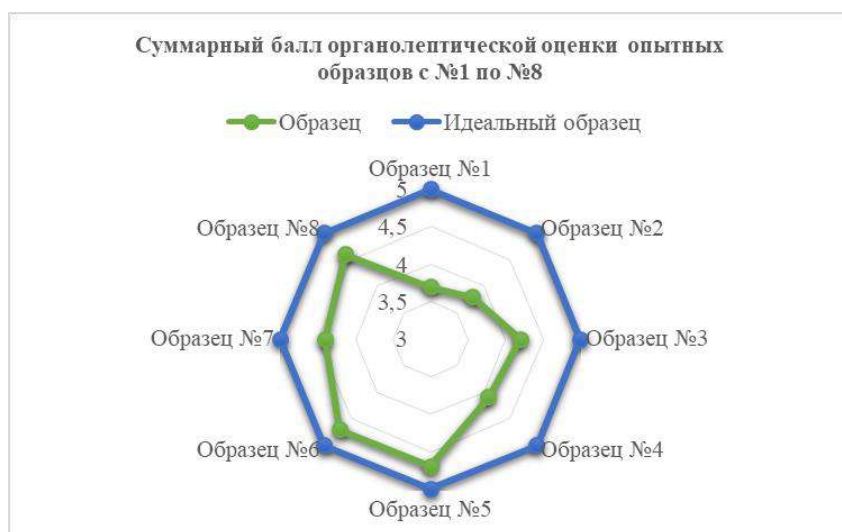 Суммарный балл органолептической оценки опытных
образцов с №1 по №8
Образец
Идеальный образец
Образец №1
5
Образец №8
4,5
Образец №2
4
3,5
Образец №7
3
Образец №3
Образец №6
Образец №4
Образец №5